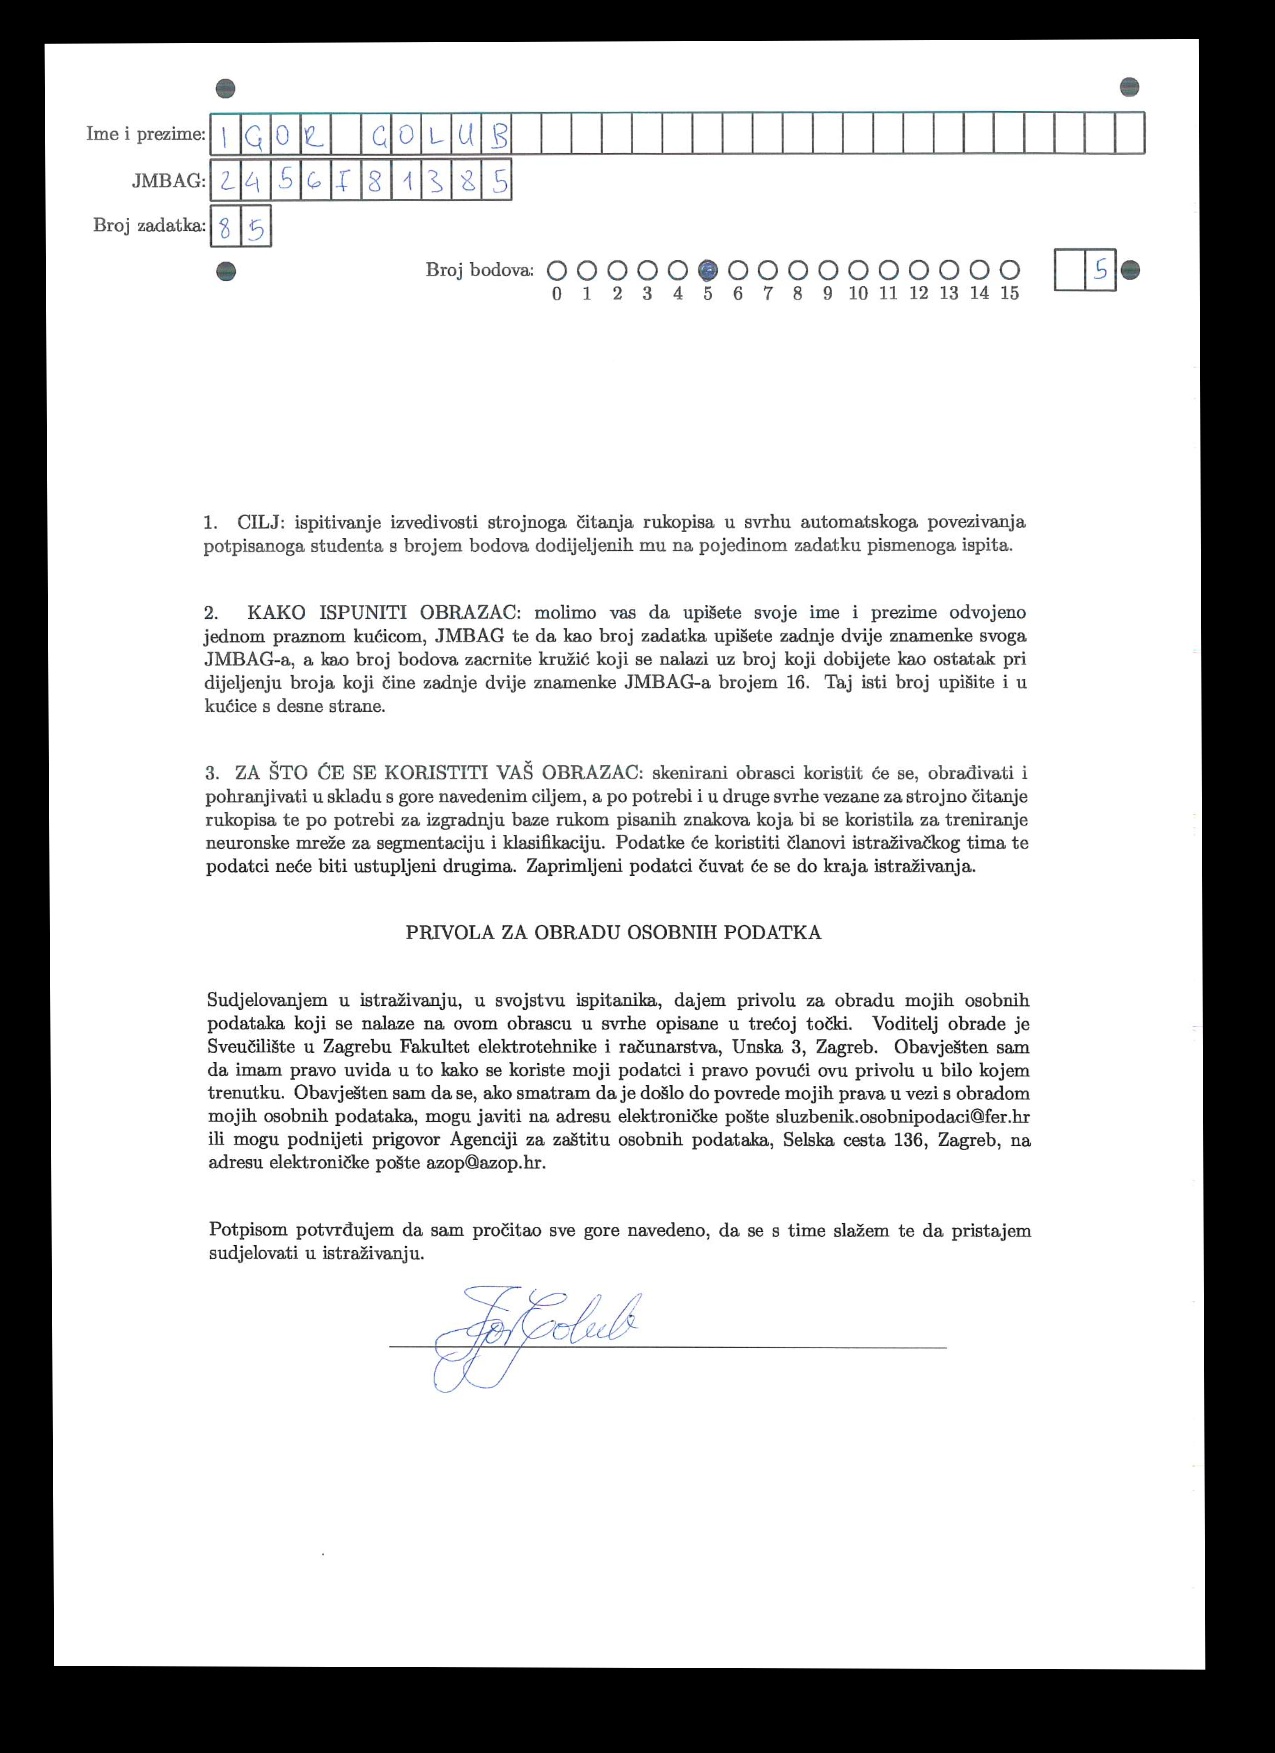 Ime i prezime: IGOR GOLUB
JMBAG: 2456781385
Broj zadatka: 85
Broj bodova: 5
0 1 2 3 4 5 6 7 8 9 10 11 12 13 14 15
1. CILJ: ispitivanje izvedivosti strojnoga čitanja rukopisa u svrhu automatskoga povezivanja
potpisanoga studenta s brojem bodova dodijeljenih mu na pojedinom zadatku pismenoga ispita.
2. KAKO ISPUNITI OBRAZAC: molimo vas da upišete svoje ime i prezime odvojeno
jednom praznom kućicom, JMBAG te da kao broj zadatka upišete zadnje dvije znamenke svoga
JMBAG-a, a kao broj bodova zacrnite kružić koji se nalazi uz broj koji dobijete kao ostatak pri
dijeljenju broja koji čine zadnje dvije znamenke JMBAG-a brojem 16. Taj isti broj upišite i u
kućice s desne strane.
3. ZA ŠTO ĆE SE KORISTITI VAŠ OBRAZAC: skenirani obrasci koristit će se, obrađivati i
pohranjivati u skladu s gore navedenim ciljem, a po potrebi i u druge svrhe vezane za strojno čitanje
rukopisa te po potrebi za izgradnju baze rukom pisanih znakova koja bi se koristila za treniranje
neuronske mreže za segmentaciju i klasifikaciju. Podatke će koristiti članovi istraživačkog tima te
podatci neće biti ustupljeni drugima. Zaprimljeni podatci čuvat će se do kraja istraživanja.
PRIVOLA ZA OBRADU OSOBNIH PODATKA
Sudjelovanjem u istraživanju, u svojstvu ispitanika, dajem privolu za obradu mojih osobnih
podataka koji se nalaze na ovom obrascu u svrhe opisane u trećoj točki. Voditelj obrade je
Sveučilište u Zagrebu Fakultet elektrotehnike i računarstva, Unska 3, Zagreb. Obavješten sam
da imam pravo uvida u to kako se koriste moji podatci i pravo povući ovu privolu u bilo kojem
trenutku. Obavješten sam da se, ako smatram da je došlo do povrede mojih prava u vezi s obradom
mojih osobnih podataka, mogu javiti na adresu elektroničke pošte sluzbenik.osobnipodaci@fer.hr
ili mogu podnijeti prigovor Agenciji za zaštitu osobnih podataka, Selska cesta 136, Zagreb, na
adresu elektroničke pošte azop@azop.hr.
Potpisom potvrđujem da sam pročitao sve gore navedeno, da se s time slažem te da pristajem
sudjelovati u istraživanju.
Igor Golub